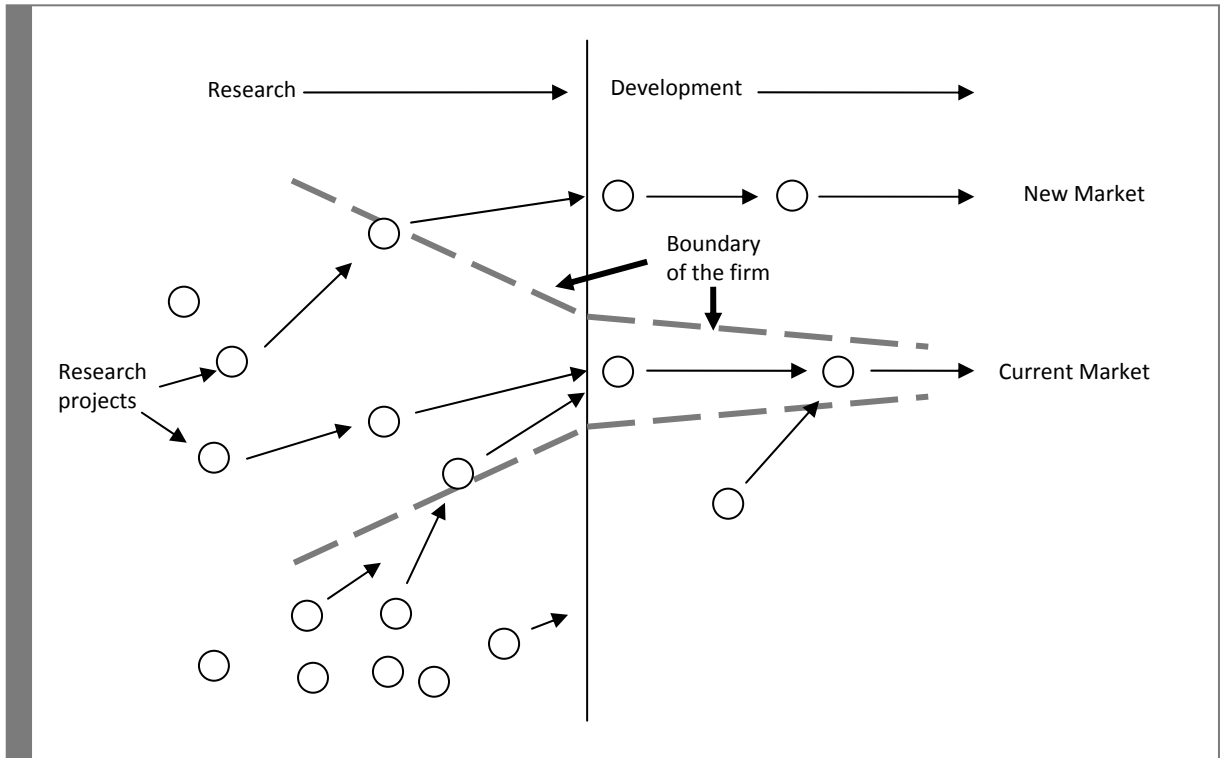 Research
Development
New Market
Boundary
of the firm
Research
projects
Current Market